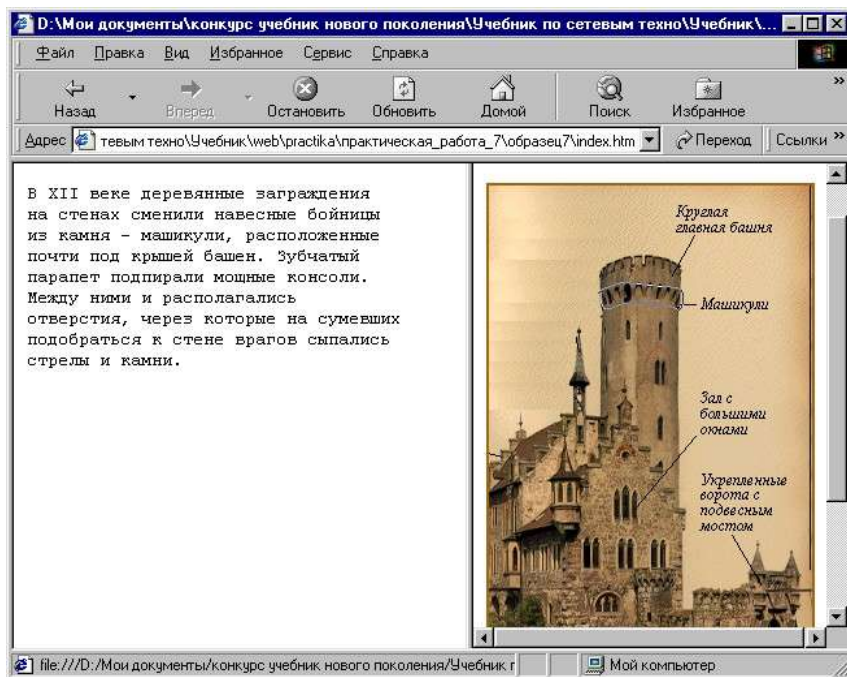 D:\Мои документы\конкурс учебник нового поколения\Учебник по сетевым техно\Учебник\...
Файл Правка Вид Избранное Сервис Справка
Назад Вперед Остановить Обновить Домой Поиск Избранное »
Адрес тевым техно\Учебник\web\practika\практическая_работа_7\образец7\index.htm Переход Ссылки »
В XII веке деревянные заграждения
на стенах сменили навесные бойницы
из камня - машикули, расположенные
почти под крышей башен. Зубчатый
парапет подпирали мощные консоли.
Между ними и располагались
отверстия, через которые на сумевших
подобраться к стене врагов сыпались
стрелы и камни.
Круглая
главная башня
Машикули
Зал с
большими
окнами
Укрепленные
ворота с
подвесным
мостом
file:///D:/Мои документы/конкурс учебник нового поколения/Учебник г Мой компьютер